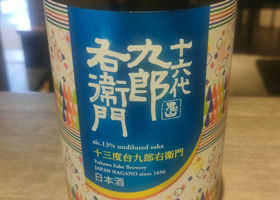 十六代
九郎
右衛門
alc.13% undiluted sake
十三度台九郎右衛門
Yukawa Sake Brewery
JAPAN NAGANO since 1650
日本酒